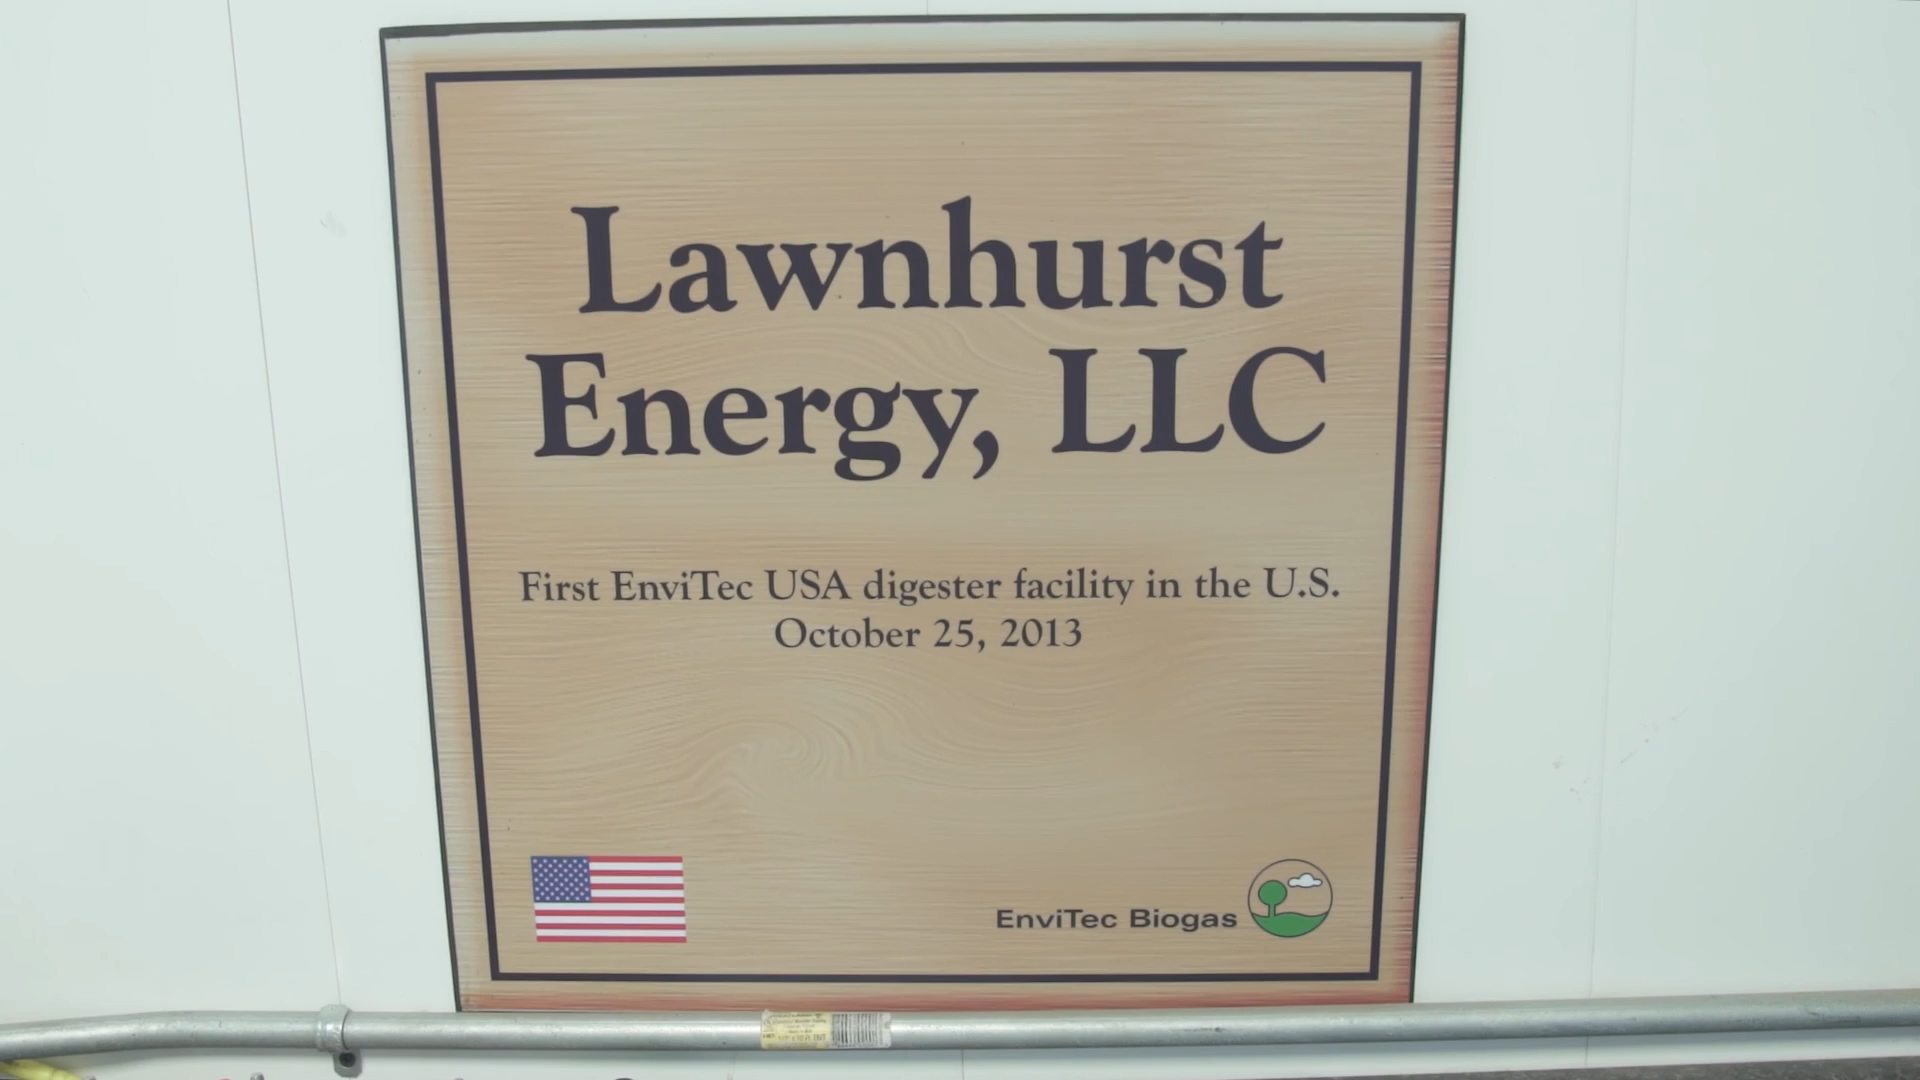 Lawnhurst
Energy, LLC
First EnviTec USA digester facility in the U.S.
October 25, 2013
EnviTec Biogas